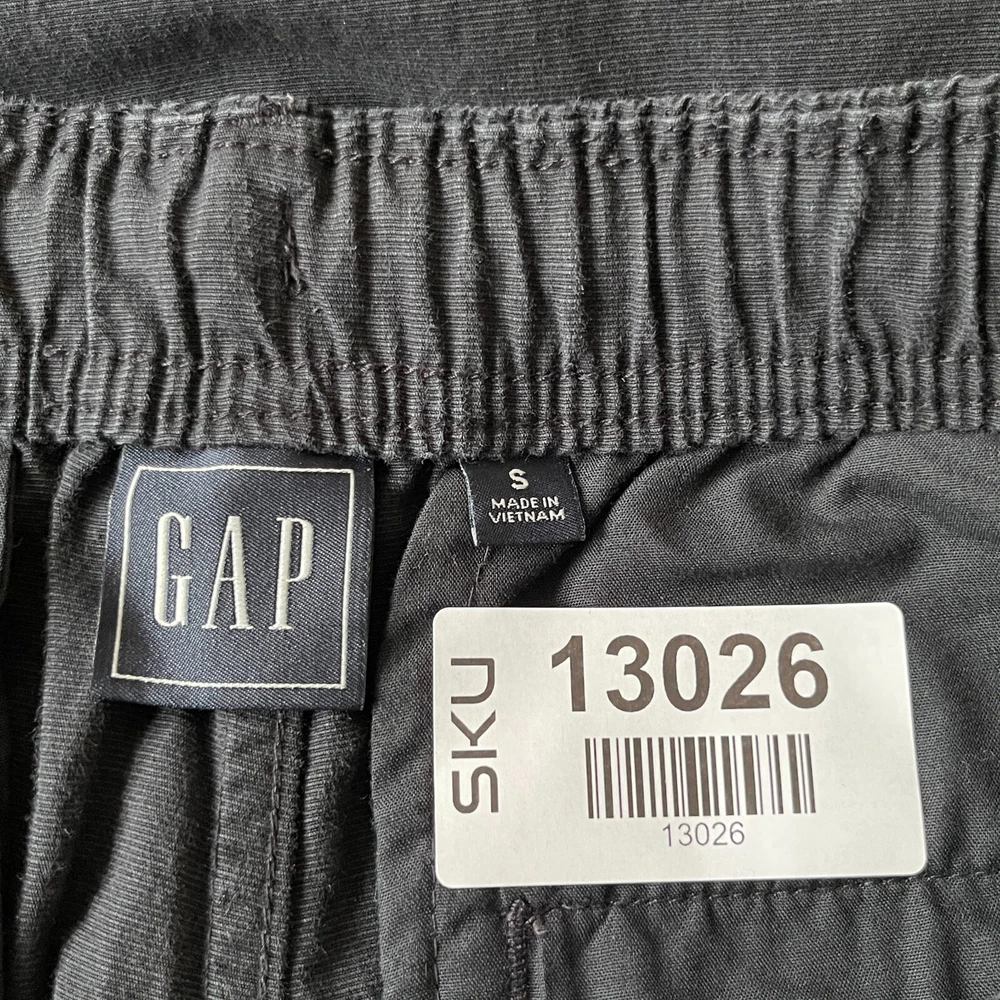 GAP
S
MADE IN
VIETNAM
SKU
13026
13026